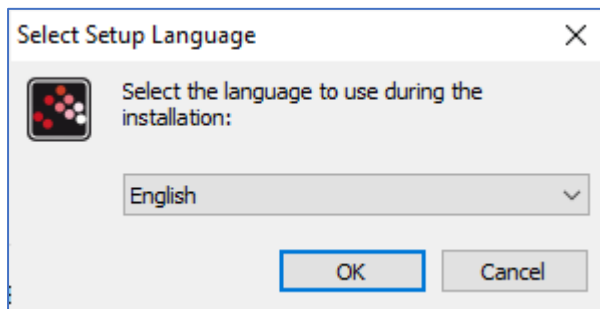 Select Setup Language
Select the language to use during the
installation:
English
OK
Cancel